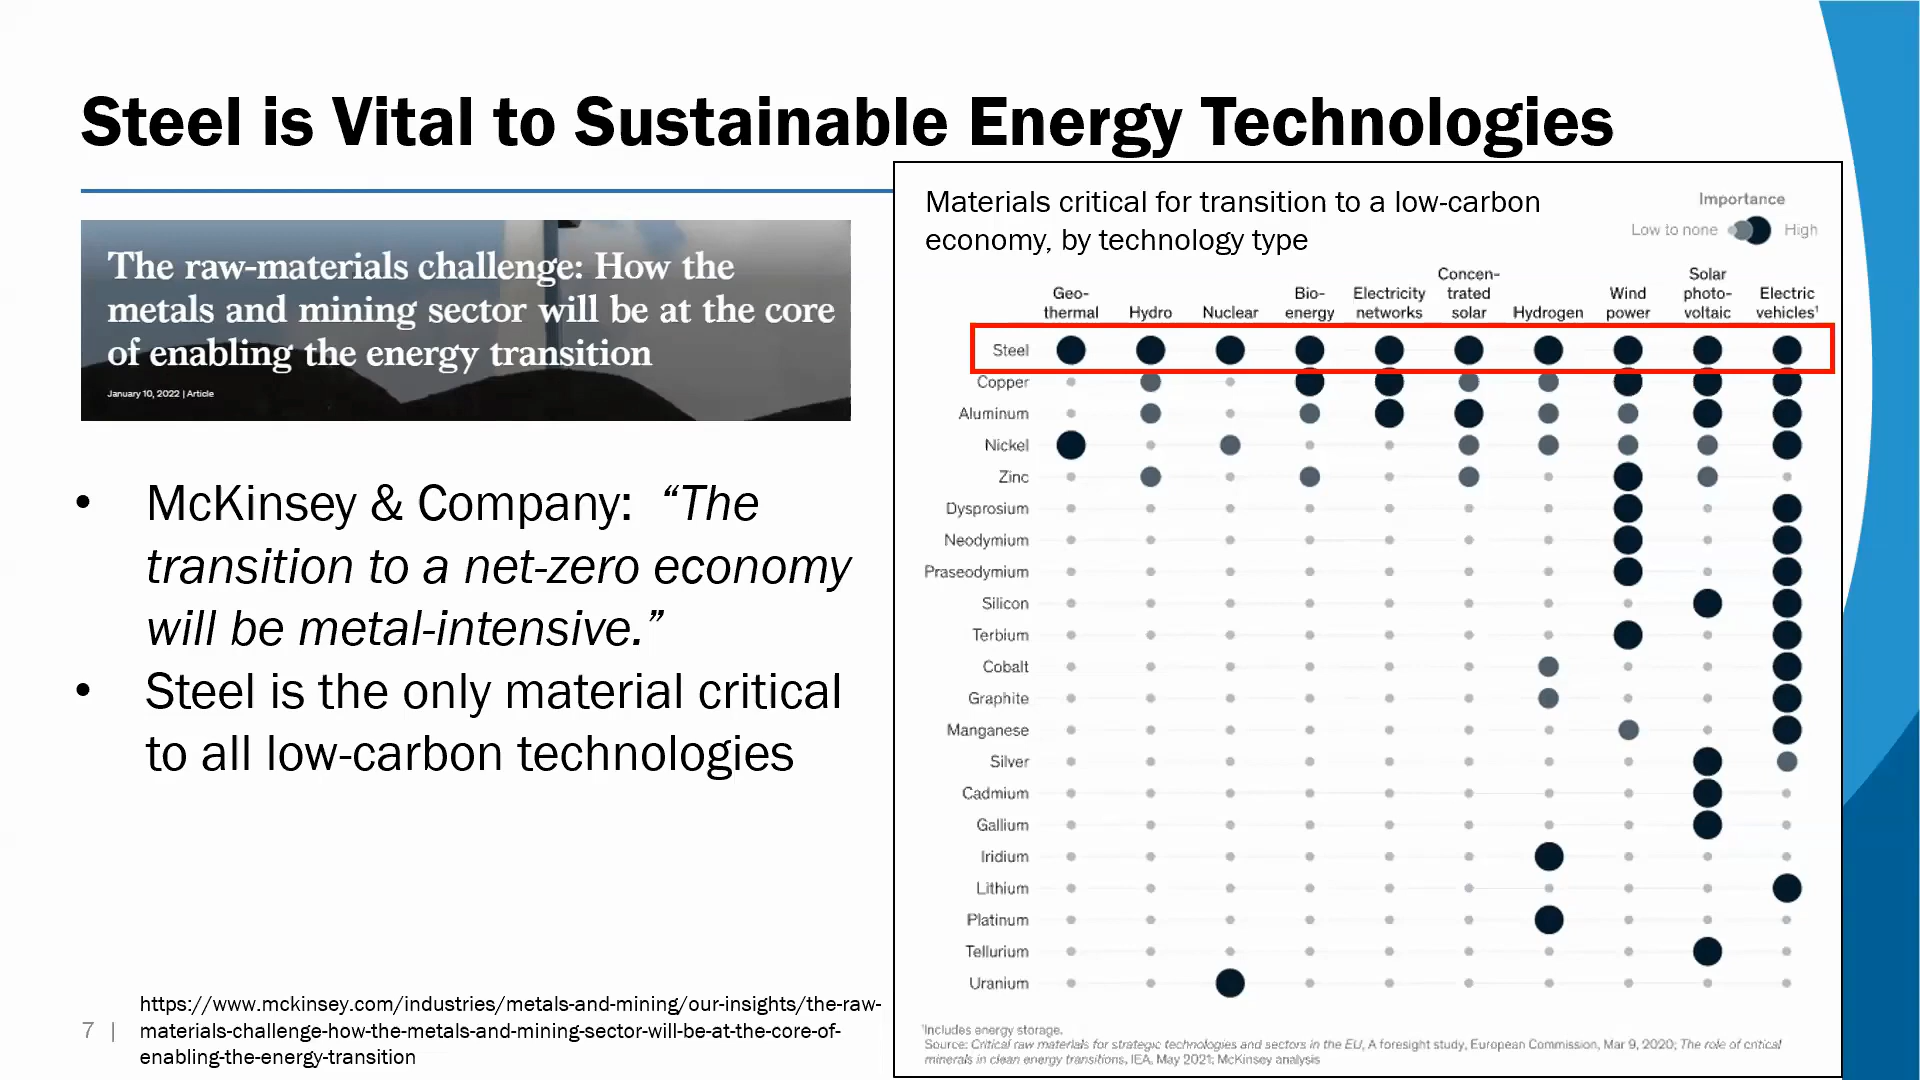 Steel is Vital to Sustainable Energy Technologies
The raw-materials challenge: How the
metals and mining sector will be at the core
of enabling the energy transition
January 10, 2022 | Article
• McKinsey & Company: “The
transition to a net-zero economy
will be metal-intensive.”
• Steel is the only material critical
to all low-carbon technologies
https://www.mckinsey.com/industries/metals-and-mining/our-insights/the-raw-
materials-challenge-how-the-metals-and-mining-sector-will-be-at-the-core-of-
enabling-the-energy-transition
7 |
Materials critical for transition to a low-carbon
economy, by technology type
Importance
Low to none High
Geo-
thermal
Hydro
Nuclear
Bio-
energy
Electricity
networks
Concen-
trated
solar
Hydrogen
Wind
power
Solar
photo-
voltaic
Electric
vehicles¹
Steel
Copper
Aluminum
Nickel
Zinc
Dysprosium
Neodymium
Praseodymium
Silicon
Terbium
Cobalt
Graphite
Manganese
Silver
Cadmium
Gallium
Iridium
Lithium
Platinum
Tellurium
Uranium
¹Includes energy storage.
Source: Critical raw materials for strategic technologies and sectors in the EU, A foresight study, European Commission, Mar 9, 2020; The role of critical
minerals in clean energy transitions, IEA, May 2021; McKinsey analysis